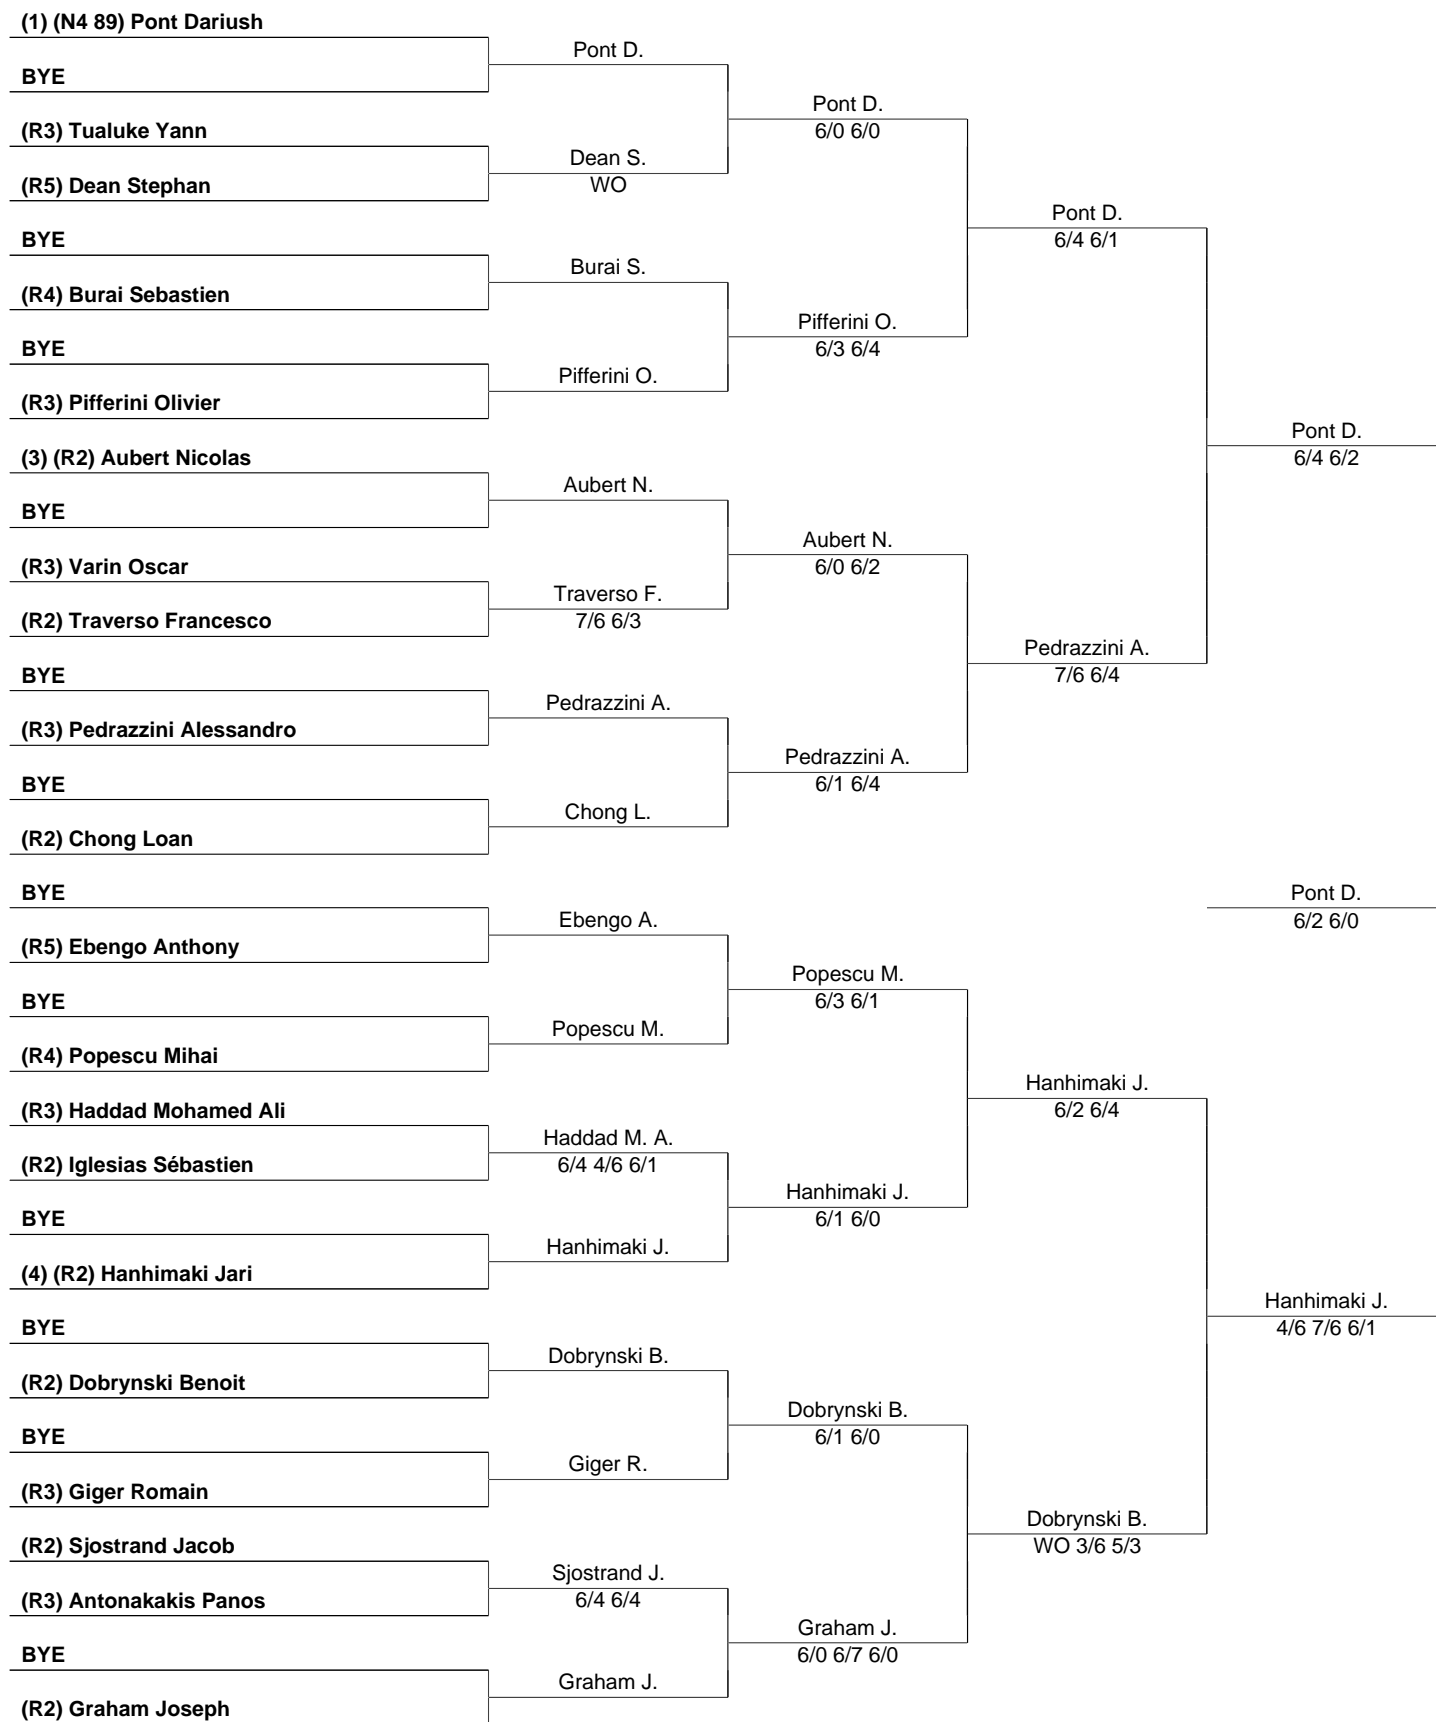 (1) (N4 89) Pont Dariush
BYE
(R3) Tualuke Yann
(R5) Dean Stephan
BYE
(R4) Burai Sebastien
BYE
(R3) Pifferini Olivier
(3) (R2) Aubert Nicolas
BYE
(R3) Varin Oscar
(R2) Traverso Francesco
BYE
(R3) Pedrazzini Alessandro
BYE
(R2) Chong Loan
BYE
(R5) Ebengo Anthony
BYE
(R4) Popescu Mihai
(R3) Haddad Mohamed Ali
(R2) Iglesias Sébastien
BYE
(4) (R2) Hanhimaki Jari
BYE
(R2) Dobrynski Benoit
BYE
(R3) Giger Romain
(R2) Sjostrand Jacob
(R3) Antonakakis Panos
BYE
(R2) Graham Joseph
Pont D.
Dean S.
WO
Burai S.
Pifferini O.
Aubert N.
Traverso F.
7/6 6/3
Pedrazzini A.
Chong L.
Ebengo A.
Popescu M.
Haddad M. A.
6/4 4/6 6/1
Hanhimaki J.
Dobrynski B.
Giger R.
Sjostrand J.
6/4 6/4
Graham J.
Pont D.
6/0 6/0
Pifferini O.
6/3 6/4
Aubert N.
6/0 6/2
Pedrazzini A.
6/1 6/4
Popescu M.
6/3 6/1
Hanhimaki J.
6/1 6/0
Dobrynski B.
6/1 6/0
Graham J.
6/0 6/7 6/0
Pont D.
6/4 6/1
Pedrazzini A.
7/6 6/4
Hanhimaki J.
6/2 6/4
Dobrynski B.
WO 3/6 5/3
Pont D.
6/4 6/2
Pont D.
6/2 6/0
Hanhimaki J.
4/6 7/6 6/1